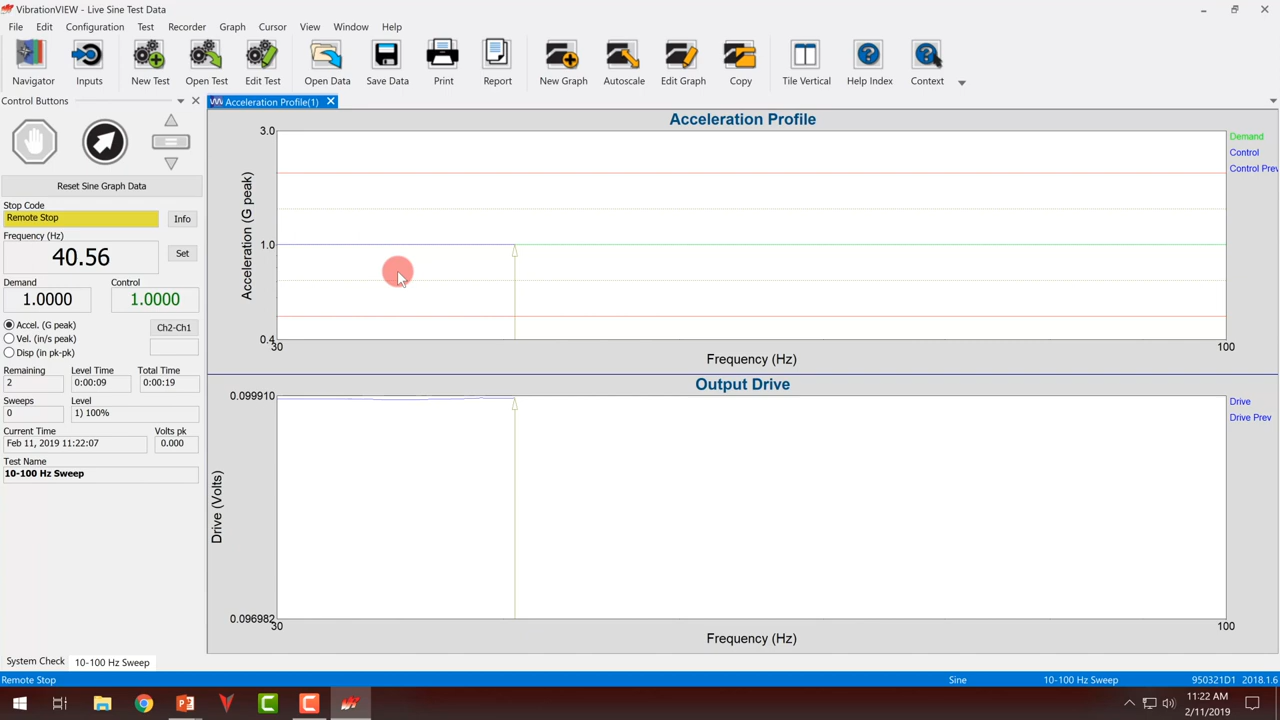 VibrationVIEW - Live Sine Test Data
File Edit Configuration Test Recorder Graph Cursor View Window Help
Navigator Inputs New Test Open Test Edit Test Open Data Save Data Print Report New Graph Autoscale Edit Graph Copy Tile Vertical Help Index Context
Control Buttons
Acceleration Profile(1)
Reset Sine Graph Data
Stop Code
Remote Stop Info
Frequency (Hz)
40.56 Set
Demand Control
1.0000 1.0000
Accel. (G peak) Ch2-Ch1
Vel. (in/s peak)
Disp (in pk-pk)
Remaining Level Time Total Time
2 0:00:09 0:00:19
Sweeps Level
0 1) 100%
Current Time Volts pk
Feb 11, 2019 11:22:07 0.000
Test Name
10-100 Hz Sweep
Acceleration Profile
3.0
1.0
0.4
Acceleration (G peak)
30 100
Frequency (Hz)
Demand
Control
Control Prev
Output Drive
0.099910
0.096982
Drive (Volts)
30 100
Frequency (Hz)
Drive
Drive Prev
System Check 10-100 Hz Sweep
Remote Stop Sine 10-100 Hz Sweep 950321D1 2018.1.6
11:22 AM
2/11/2019